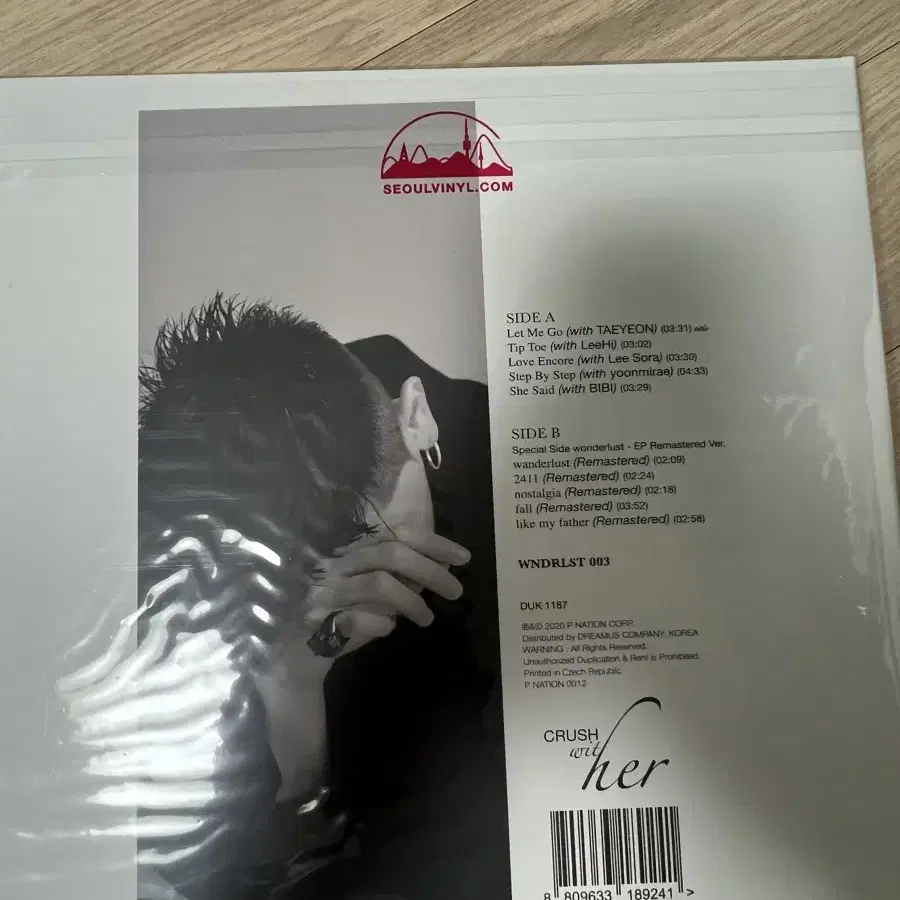 SEOULVINYL.COM
SIDE A
Let Me Go (with TAEYEON) (03:31) title
Tip Toe (with LeeHi) (03:02)
Love Encore (with Lee Sora) (03:30)
Step By Step (with yoonmirae) (04:33)
She Said (with BIBI) (03:29)
SIDE B
Special Side wonderlust - EP Remastered Ver.
wanderlust (Remastered) (02:09)
2411 (Remastered) (02:24)
nostalgia (Remastered) (02:18)
fall (Remastered) (03:52)
like my father (Remastered) (02:58)
WNDRLST 003
DUK 1187
℗&© 2020 P NATION CORP.
Distributed by DREAMUS COMPANY. KOREA
WARNING : All Rights Reserved.
Unauthorized Duplication & Rent is Prohibited.
Printed in Czech Republic
P NATION 0012
CRUSH
with
her
8 809633 189241 >